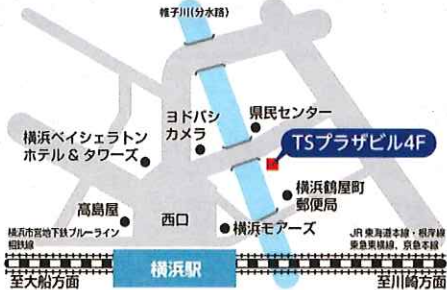 帷子川(分水路)
ヨドバシ
カメラ
県民センター
横浜ベイシェラトン
ホテル & タワーズ
TSプラザビル4F
横浜鶴屋町
郵便局
高島屋
西口
横浜モアーズ
横浜市営地下鉄ブルーライン
相鉄線
JR 東海道本線・根岸線
東急東横線、京急本線
横浜駅
至大船方面
至川崎方面